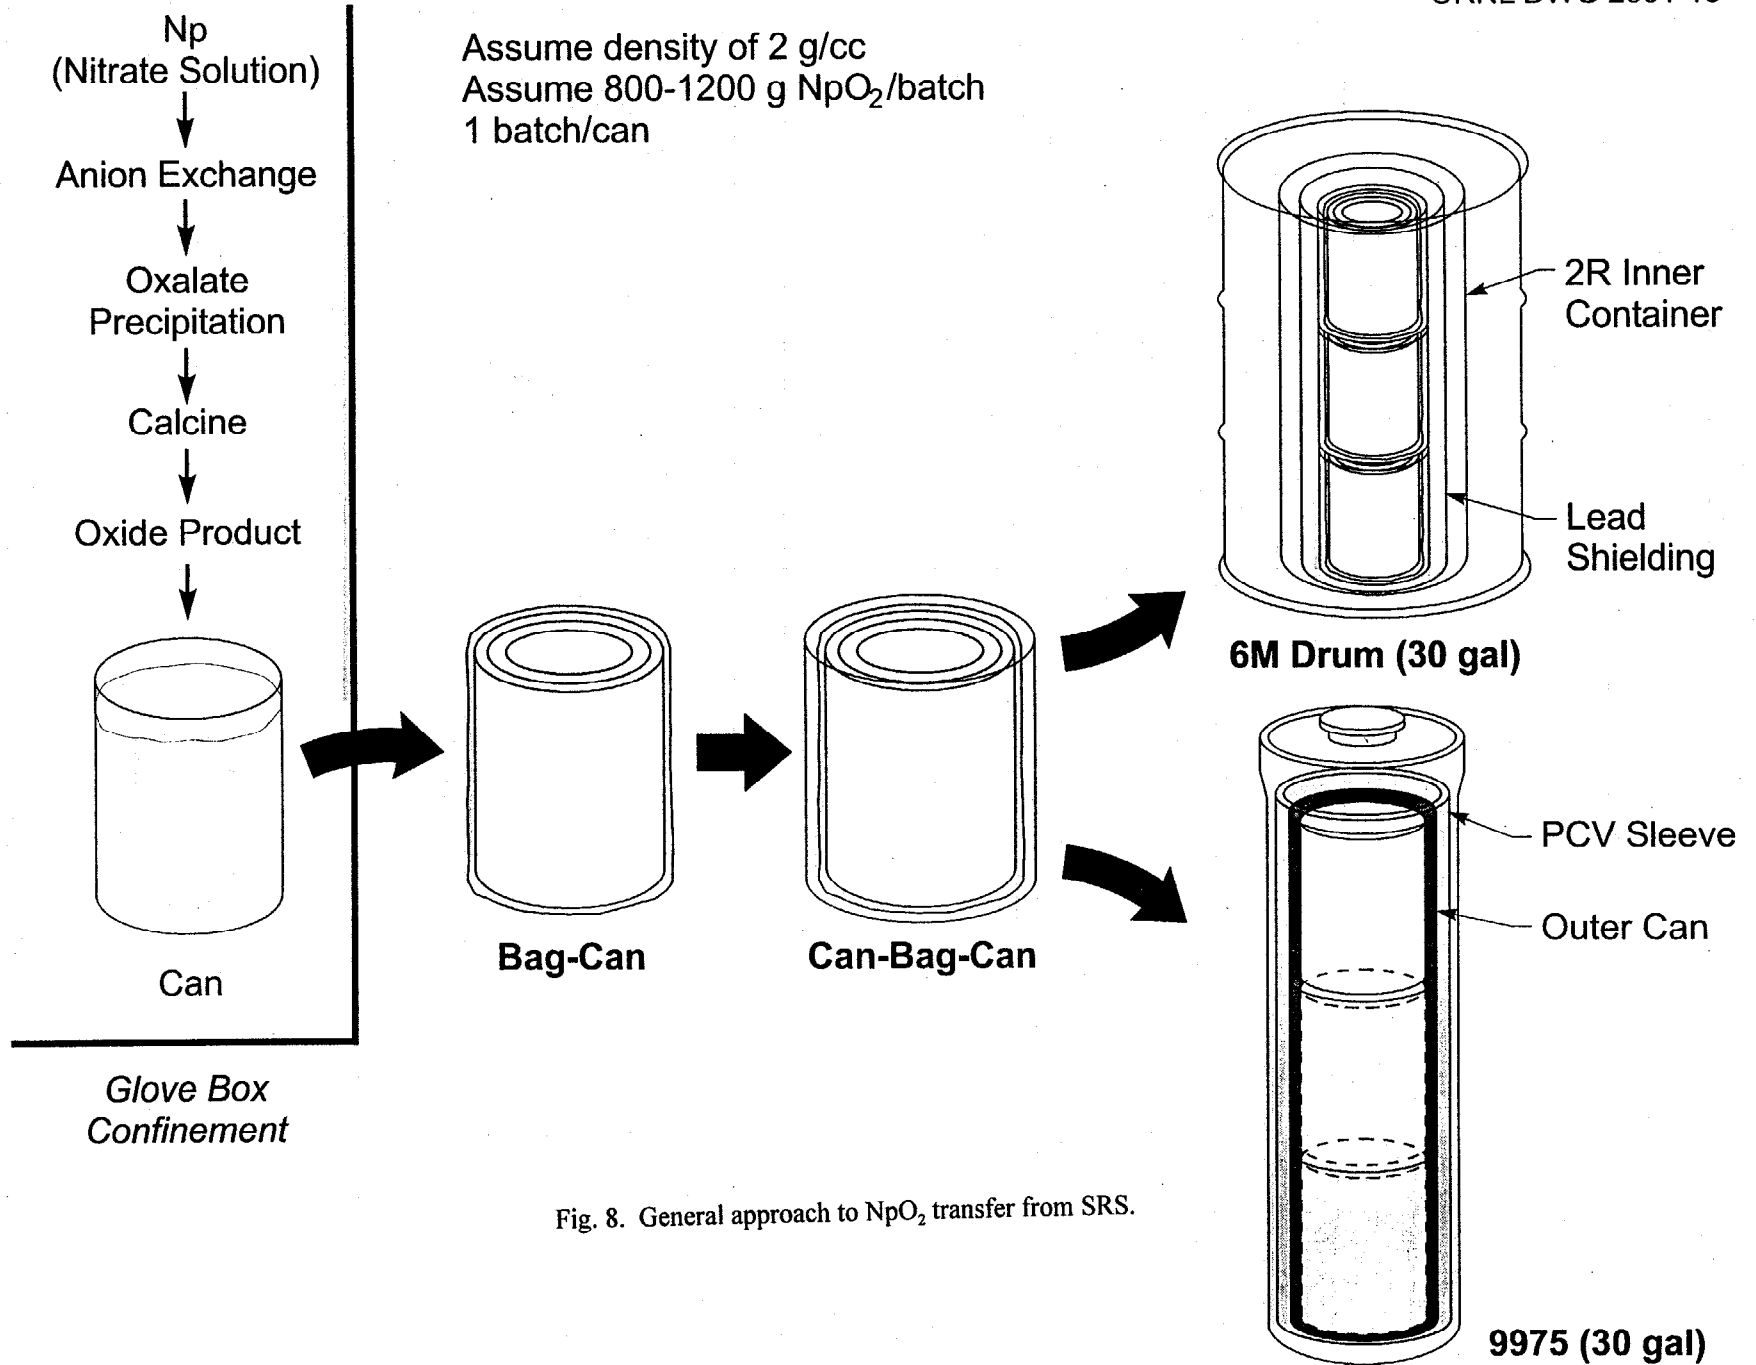 Np
(Nitrate Solution)
Anion Exchange
Oxalate
Precipitation
Calcine
Oxide Product
Can
Glove Box
Confinement
Assume density of 2 g/cc
Assume 800-1200 g NpO₂/batch
1 batch/can
Bag-Can
Can-Bag-Can
2R Inner
Container
Lead
Shielding
6M Drum (30 gal)
PCV Sleeve
Outer Can
9975 (30 gal)
Fig. 8. General approach to NpO₂ transfer from SRS.